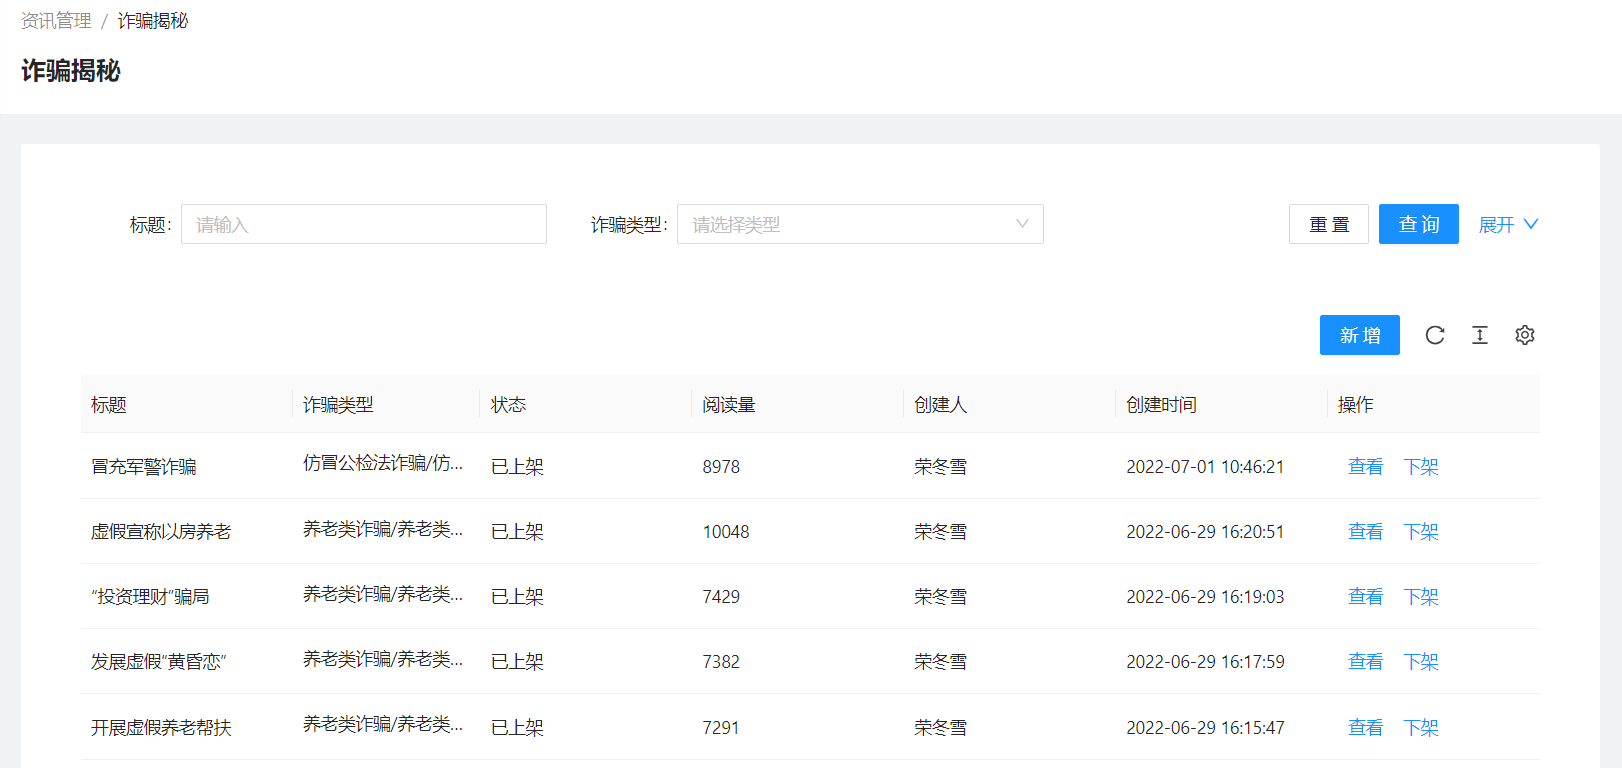 资讯管理 / 诈骗揭秘
诈骗揭秘
标题: 请输入 诈骗类型: 请选择类型 重 置 查 询 展开
新 增
标题 诈骗类型 状态 阅读量 创建人 创建时间 操作
冒充军警诈骗 仿冒公检法诈骗/仿... 已上架 8978 荣冬雪 2022-07-01 10:46:21 查看 下架
虚假宣称以房养老 养老类诈骗/养老类... 已上架 10048 荣冬雪 2022-06-29 16:20:51 查看 下架
“投资理财”骗局 养老类诈骗/养老类... 已上架 7429 荣冬雪 2022-06-29 16:19:03 查看 下架
发展虚假“黄昏恋” 养老类诈骗/养老类... 已上架 7382 荣冬雪 2022-06-29 16:17:59 查看 下架
开展虚假养老帮扶 养老类诈骗/养老类... 已上架 7291 荣冬雪 2022-06-29 16:15:47 查看 下架